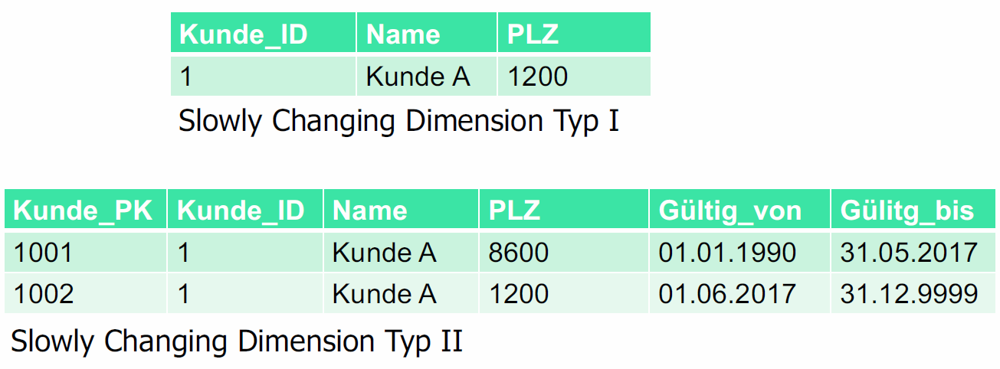 Kunde_ID Name PLZ
1 Kunde A 1200
Slowly Changing Dimension Typ I
Kunde_PK Kunde_ID Name PLZ Gültig_von Gülitg_bis
1001 1 Kunde A 8600 01.01.1990 31.05.2017
1002 1 Kunde A 1200 01.06.2017 31.12.9999
Slowly Changing Dimension Typ II